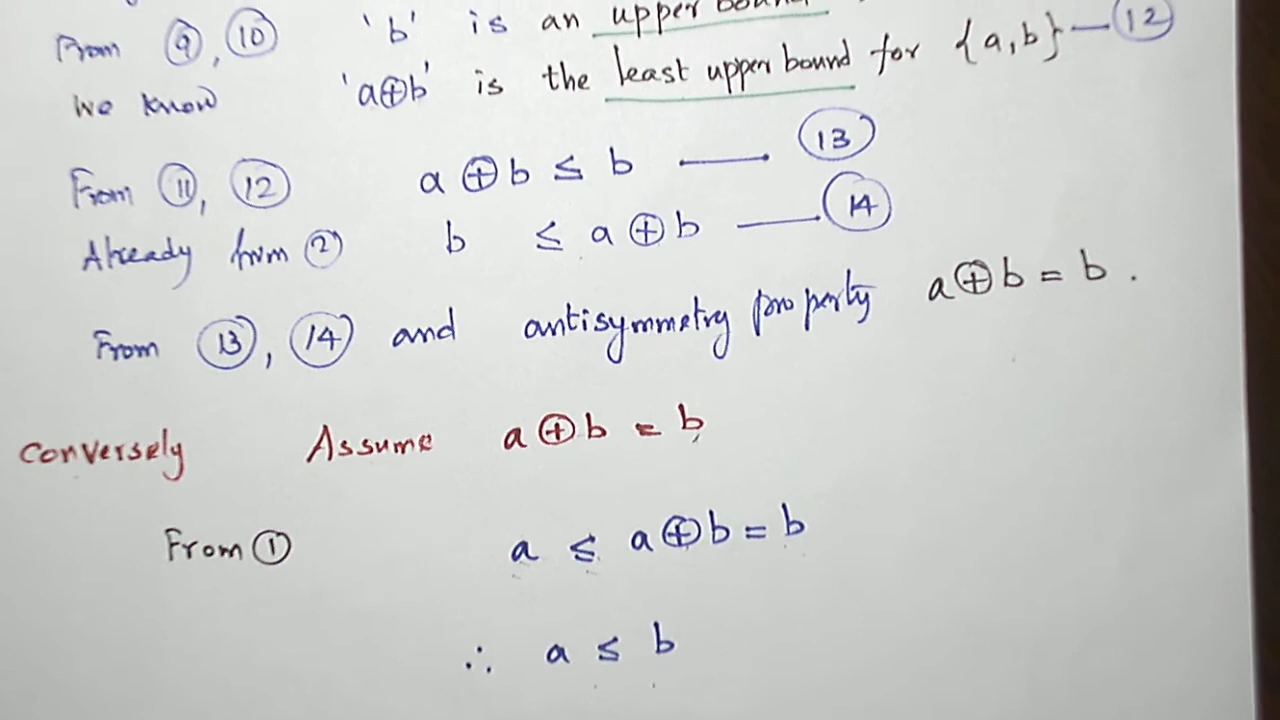 From ⑨, ⑩ 'b' is an upper bound
we know 'a⊕b' is the least upper bound for {a,b} — ⑫
From ⑪, ⑫ a ⊕ b ≤ b — ⑬
Already from ② b ≤ a ⊕ b — ⑭
From ⑬, ⑭ and antisymmetry property a⊕b = b.
Conversely Assume a ⊕ b = b
From ① a ≤ a ⊕ b = b
∴ a ≤ b